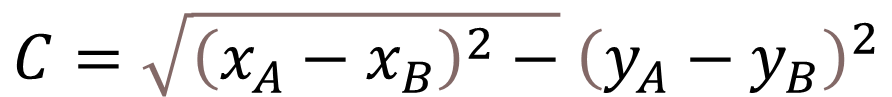 C = √(x_A − x_B)² − (y_A − y_B)²